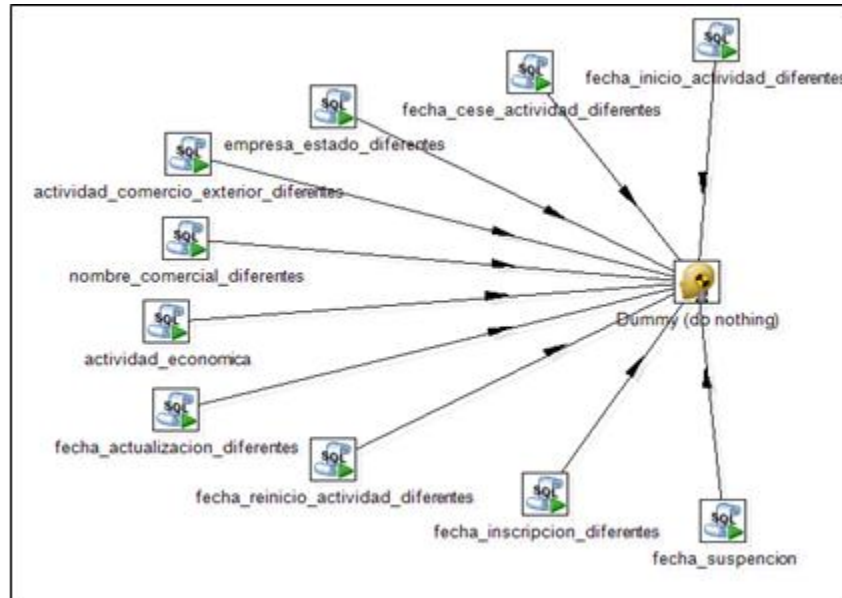 SQL
fecha_inicio_actividad_diferentes
SQL
fecha_cese_actividad_diferentes
SQL
empresa_estado_diferentes
SQL
actividad_comercio_exterior_diferentes
SQL
nombre_comercial_diferentes
Dummy (do nothing)
SQL
actividad_economica
SQL
fecha_actualizacion_diferentes
SQL
fecha_reinicio_actividad_diferentes
SQL
fecha_inscripcion_diferentes
SQL
fecha_suspencion